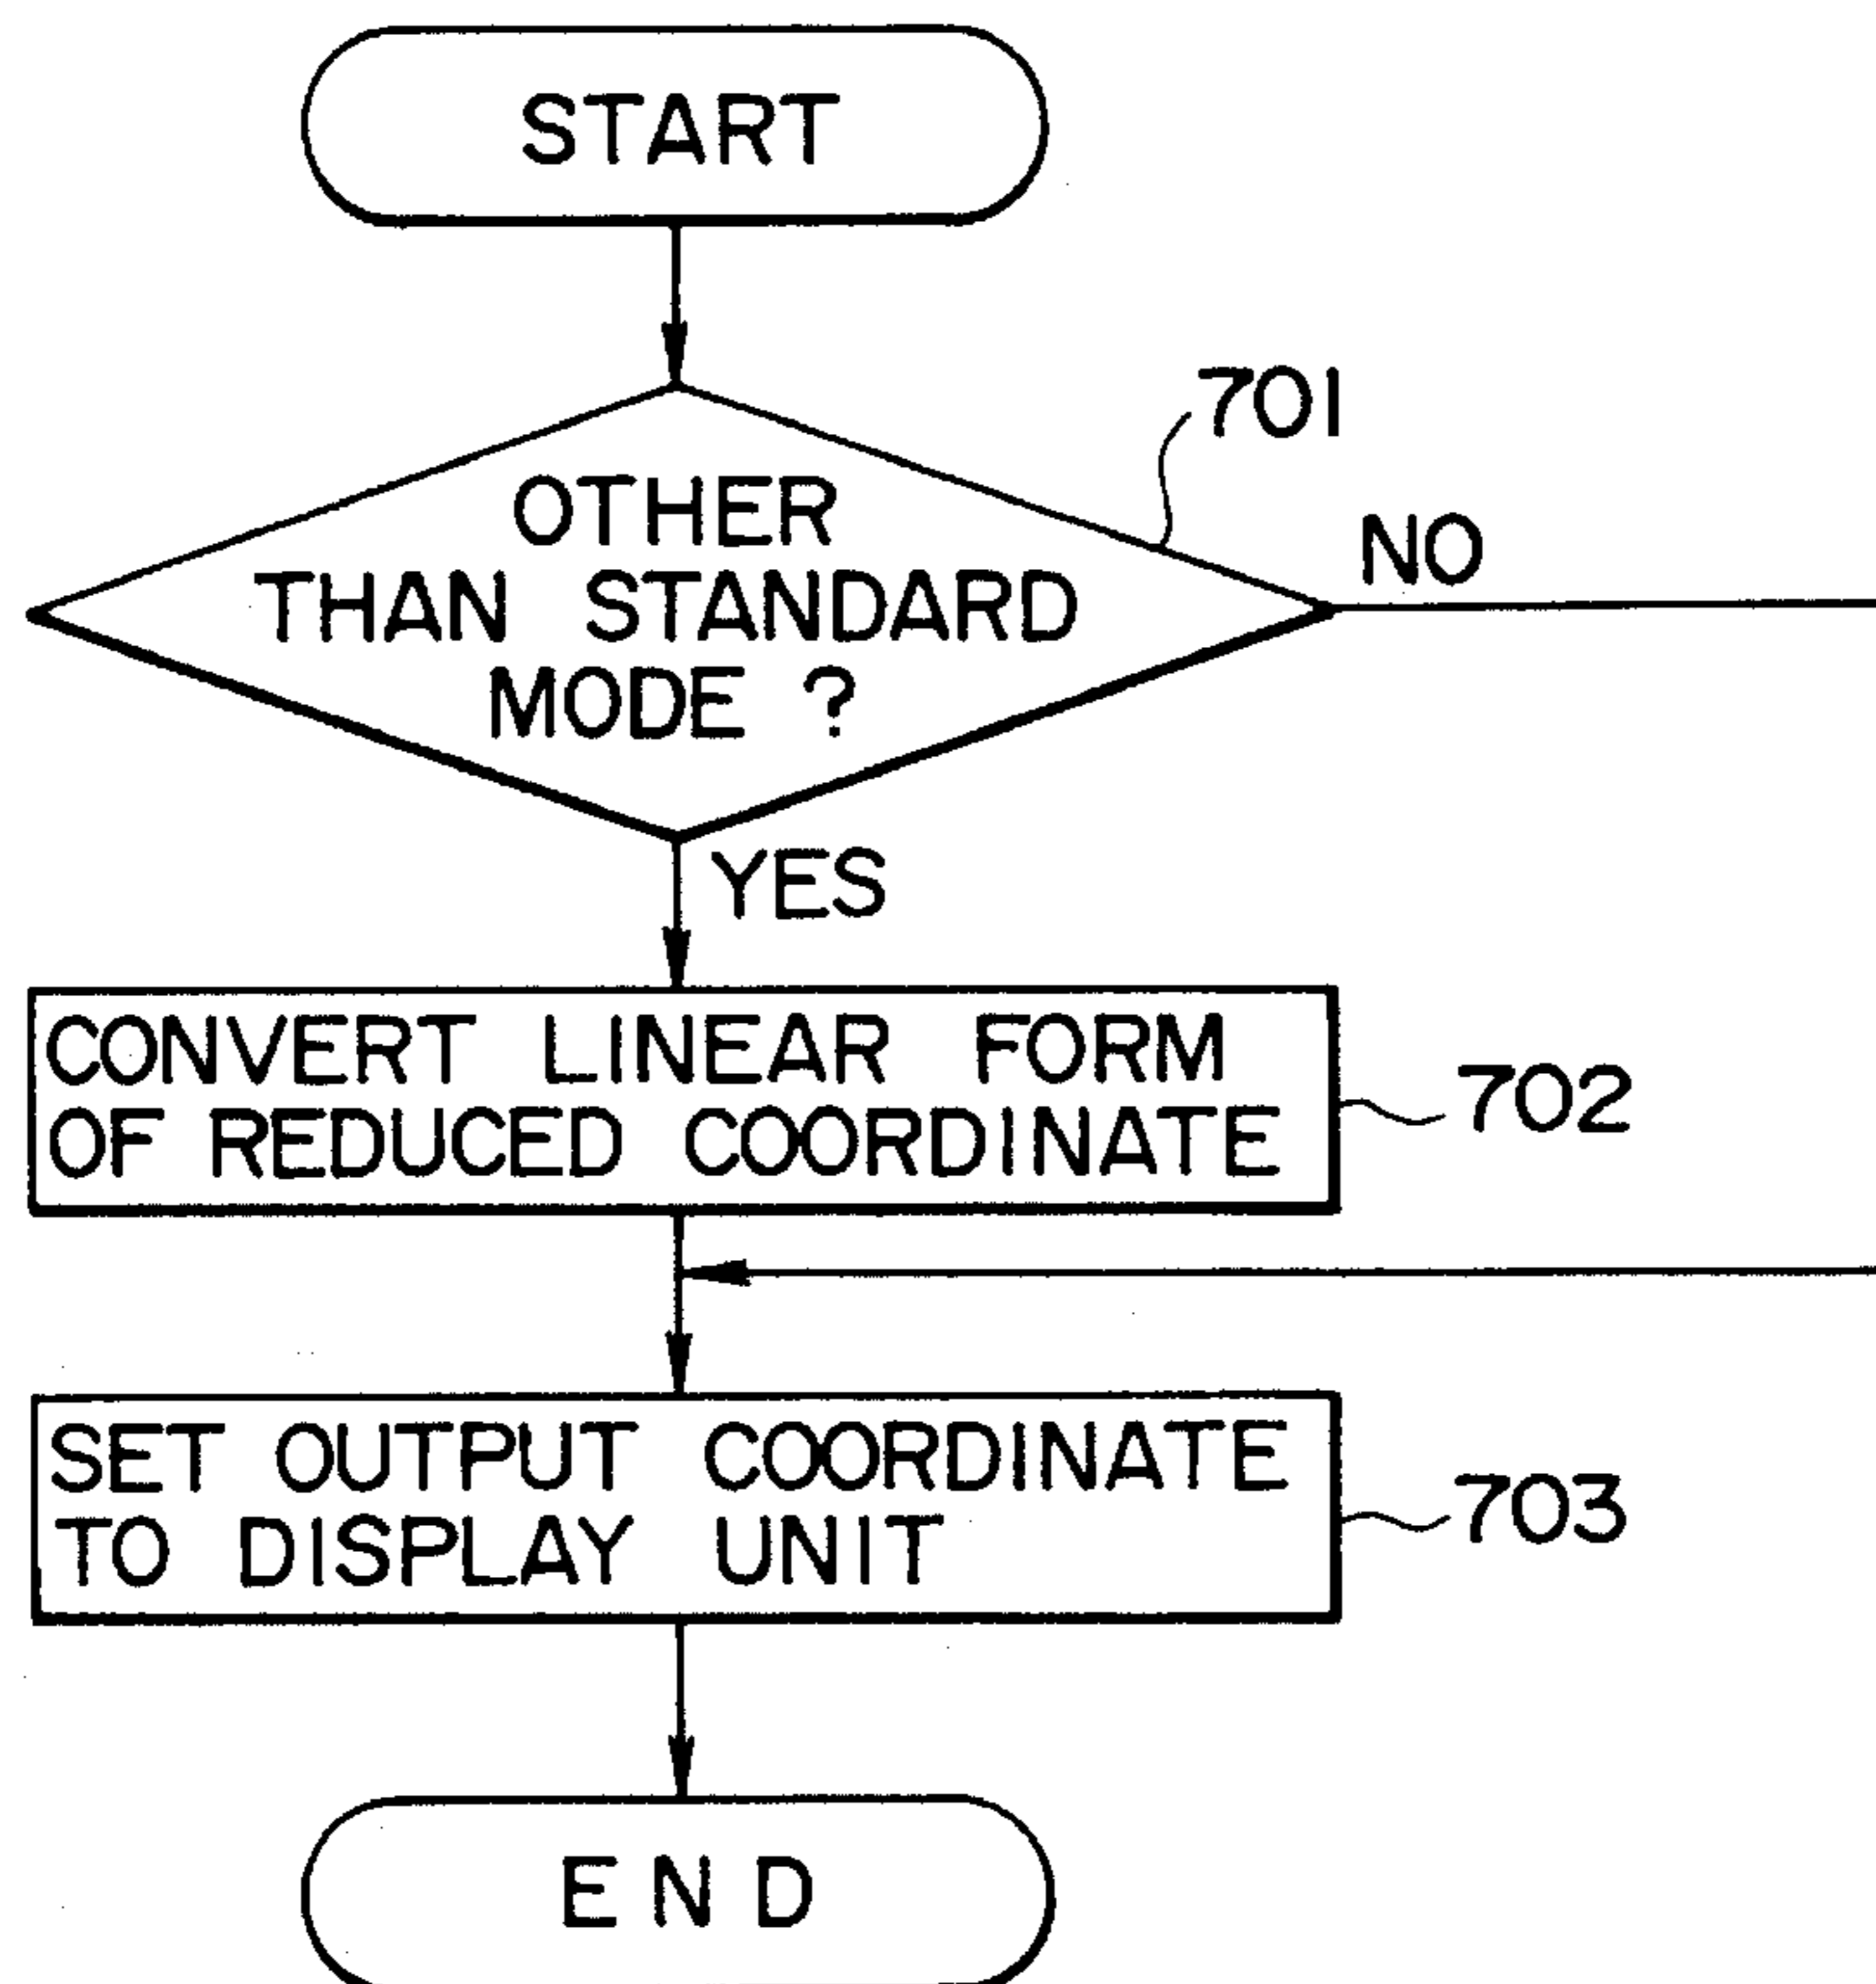 START
701
OTHER
THAN STANDARD
MODE ?
NO
YES
CONVERT LINEAR FORM
OF REDUCED COORDINATE
702
SET OUTPUT COORDINATE
TO DISPLAY UNIT
703
END